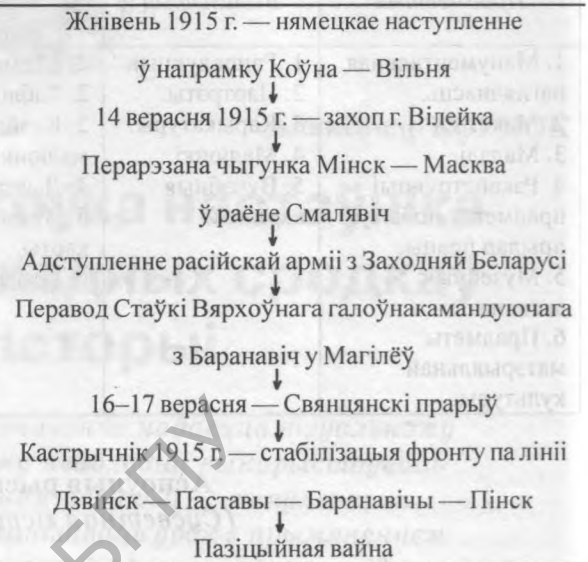 Жнівень 1915 г. — нямецкае наступленне
ў напрамку Коўна — Вільня
14 верасня 1915 г. — захоп г. Вілейка
Перарэзана чыгунка Мінск — Масква
ў раёне Смалявіч
Адступленне расійскай арміі з Заходняй Беларусі
Перавод Стаўкі Вярхоўнага галоўнакамандуючага
з Баранавіч у Магілёў
16–17 верасня — Свянцянскі прарыў
Кастрычнік 1915 г. — стабілізацыя фронту па лініі
Дзвінск — Паставы — Баранавічы — Пінск
Пазіцыйная вайна
БГПУ